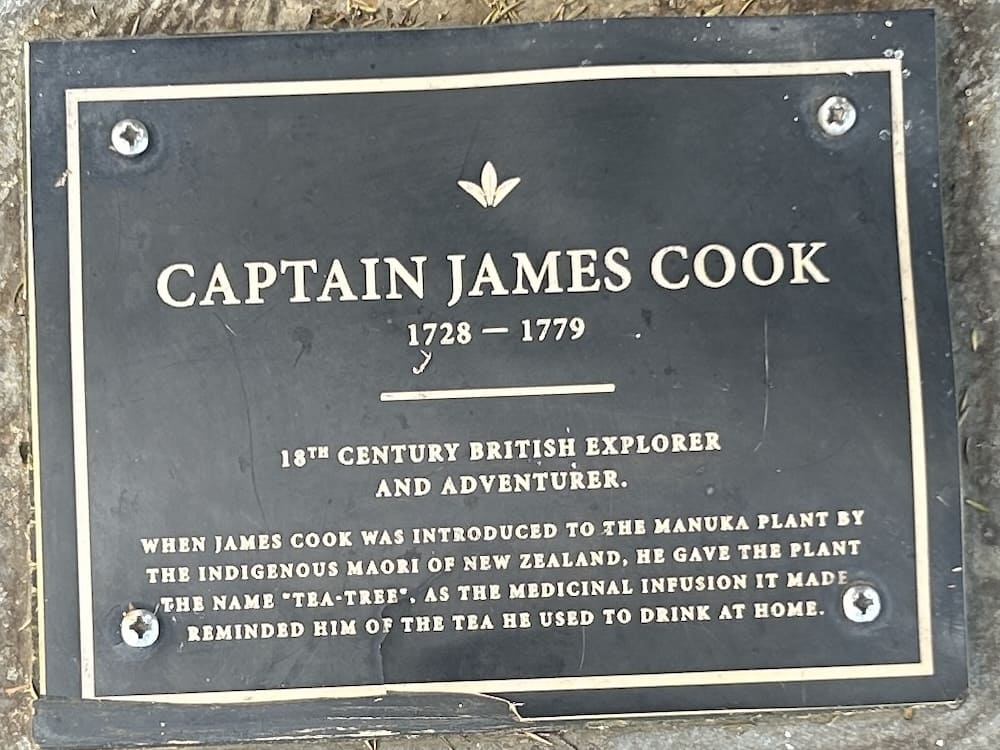 CAPTAIN JAMES COOK
1728 — 1779
18TH CENTURY BRITISH EXPLORER
AND ADVENTURER.
WHEN JAMES COOK WAS INTRODUCED TO THE MANUKA PLANT BY
THE INDIGENOUS MAORI OF NEW ZEALAND, HE GAVE THE PLANT
THE NAME "TEA-TREE", AS THE MEDICINAL INFUSION IT MADE
REMINDED HIM OF THE TEA HE USED TO DRINK AT HOME.